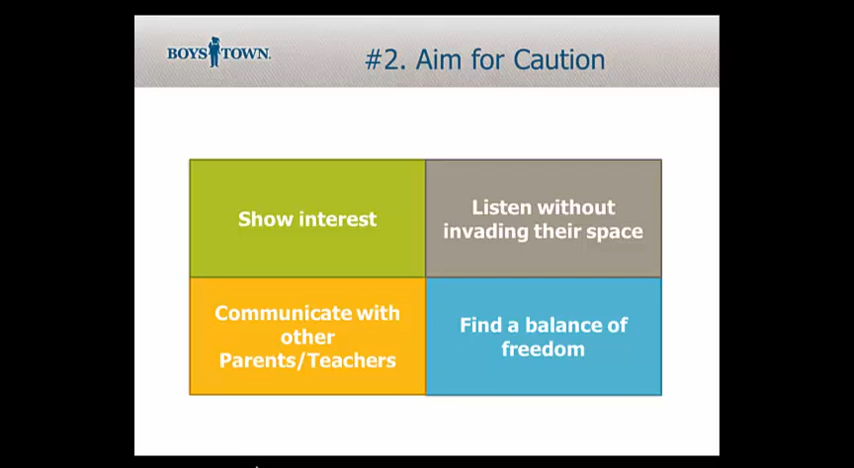 BOYS TOWN.
#2. Aim for Caution
Show interest
Listen without
invading their space
Communicate with
other
Parents/Teachers
Find a balance of
freedom